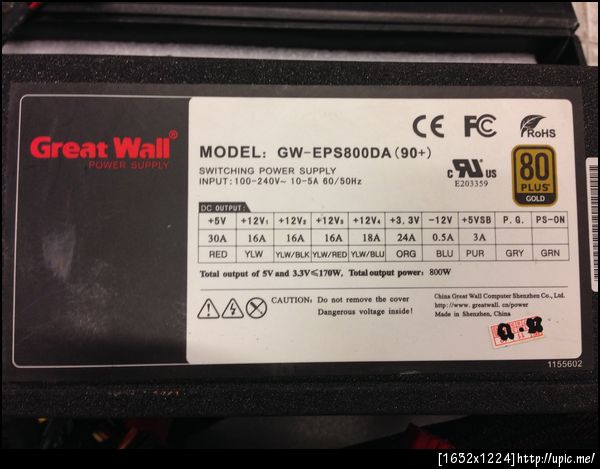 Great Wall®
POWER SUPPLY
CE FC RoHS
MODEL: GW-EPS800DA(90+)
SWITCHING POWER SUPPLY
INPUT:100-240V~ 10-5A 60/50Hz
c RU US
E203359
80
PLUS®
GOLD
DC OUTPUT:
+5V +12V₁ +12V₂ +12V₃ +12V₄ +3.3V -12V +5VSB P.G. PS-ON
30A 16A 16A 16A 18A 24A 0.5A 3A
RED YLW YLW/BLK YLW/RED YLW/BLU ORG BLU PUR GRY GRN
Total output of 5V and 3.3V≤170W, Total output power: 800W
CAUTION: Do not remove the cover
Dangerous voltage inside!
China Great Wall Computer Shenzhen Co., Ltd.
http://www.greatwall.cn/power
Made in Shenzhen, China
1155602
[1632x1224]http://upic.me/